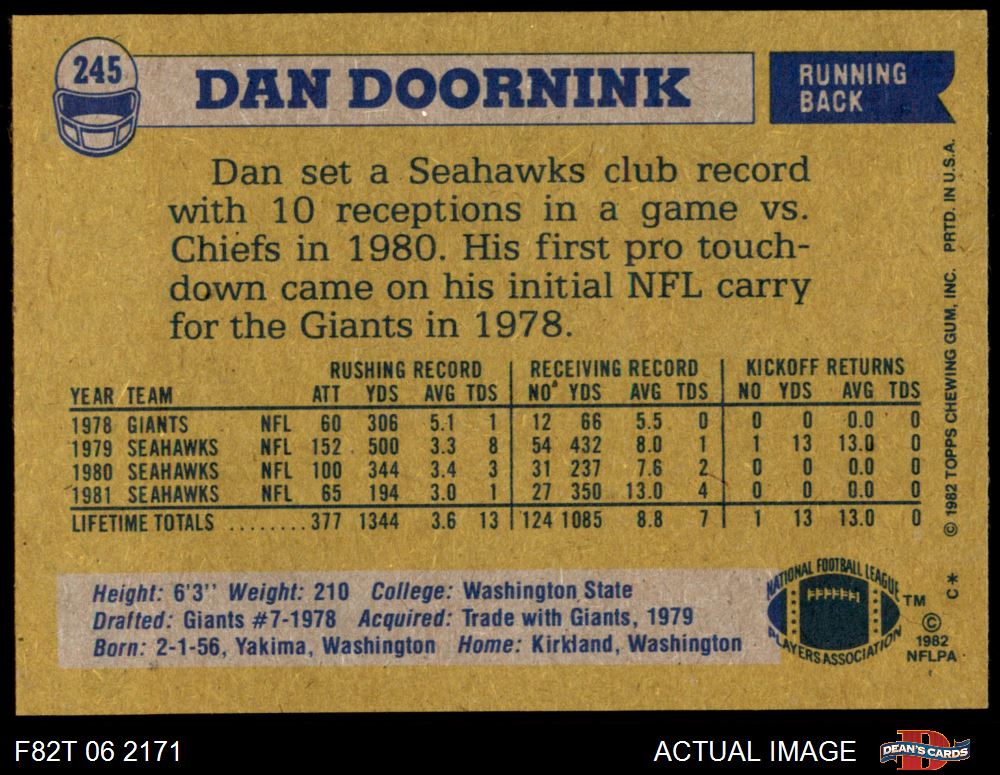 245
DAN DOORNINK
RUNNING
BACK
Dan set a Seahawks club record
with 10 receptions in a game vs.
Chiefs in 1980. His first pro touch-
down came on his initial NFL carry
for the Giants in 1978.
RUSHING RECORD RECEIVING RECORD KICKOFF RETURNS
YEAR TEAM ATT YDS AVG TDS NO YDS AVG TDS NO YDS AVG TDS
1978 GIANTS NFL 60 306 5.1 1 12 66 5.5 0 0 0 0.0 0
1979 SEAHAWKS NFL 152 500 3.3 8 54 432 8.0 1 1 13 13.0 0
1980 SEAHAWKS NFL 100 344 3.4 3 31 237 7.6 2 0 0 0.0 0
1981 SEAHAWKS NFL 65 194 3.0 1 27 350 13.0 4 0 0 0.0 0
LIFETIME TOTALS ........ 377 1344 3.6 13 124 1085 8.8 7 1 13 13.0 0
Height: 6'3'' Weight: 210 College: Washington State
Drafted: Giants #7-1978 Acquired: Trade with Giants, 1979
Born: 2-1-56, Yakima, Washington Home: Kirkland, Washington
NATIONAL FOOTBALL LEAGUE
PLAYERS ASSOCIATION
TM
©
1982
NFLPA
© 1982 TOPPS CHEWING GUM, INC. PRTD. IN U.S.A.
C*
F82T 06 2171
ACTUAL IMAGE
D
DEAN'S CARDS